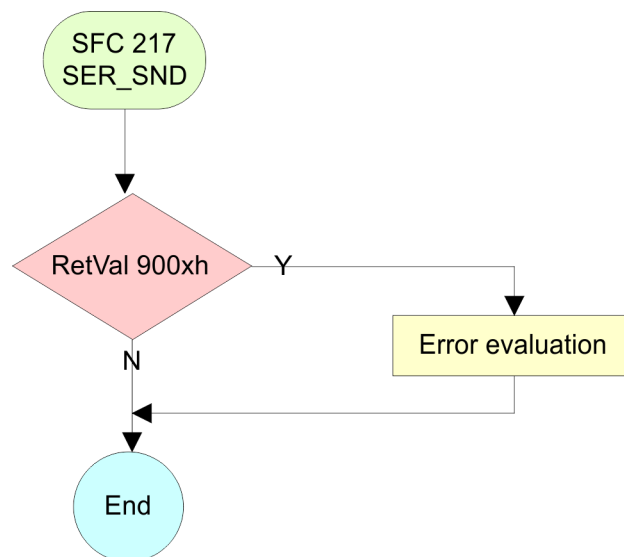 SFC 217
SER_SND
RetVal 900xh
Y
Error evaluation
N
End